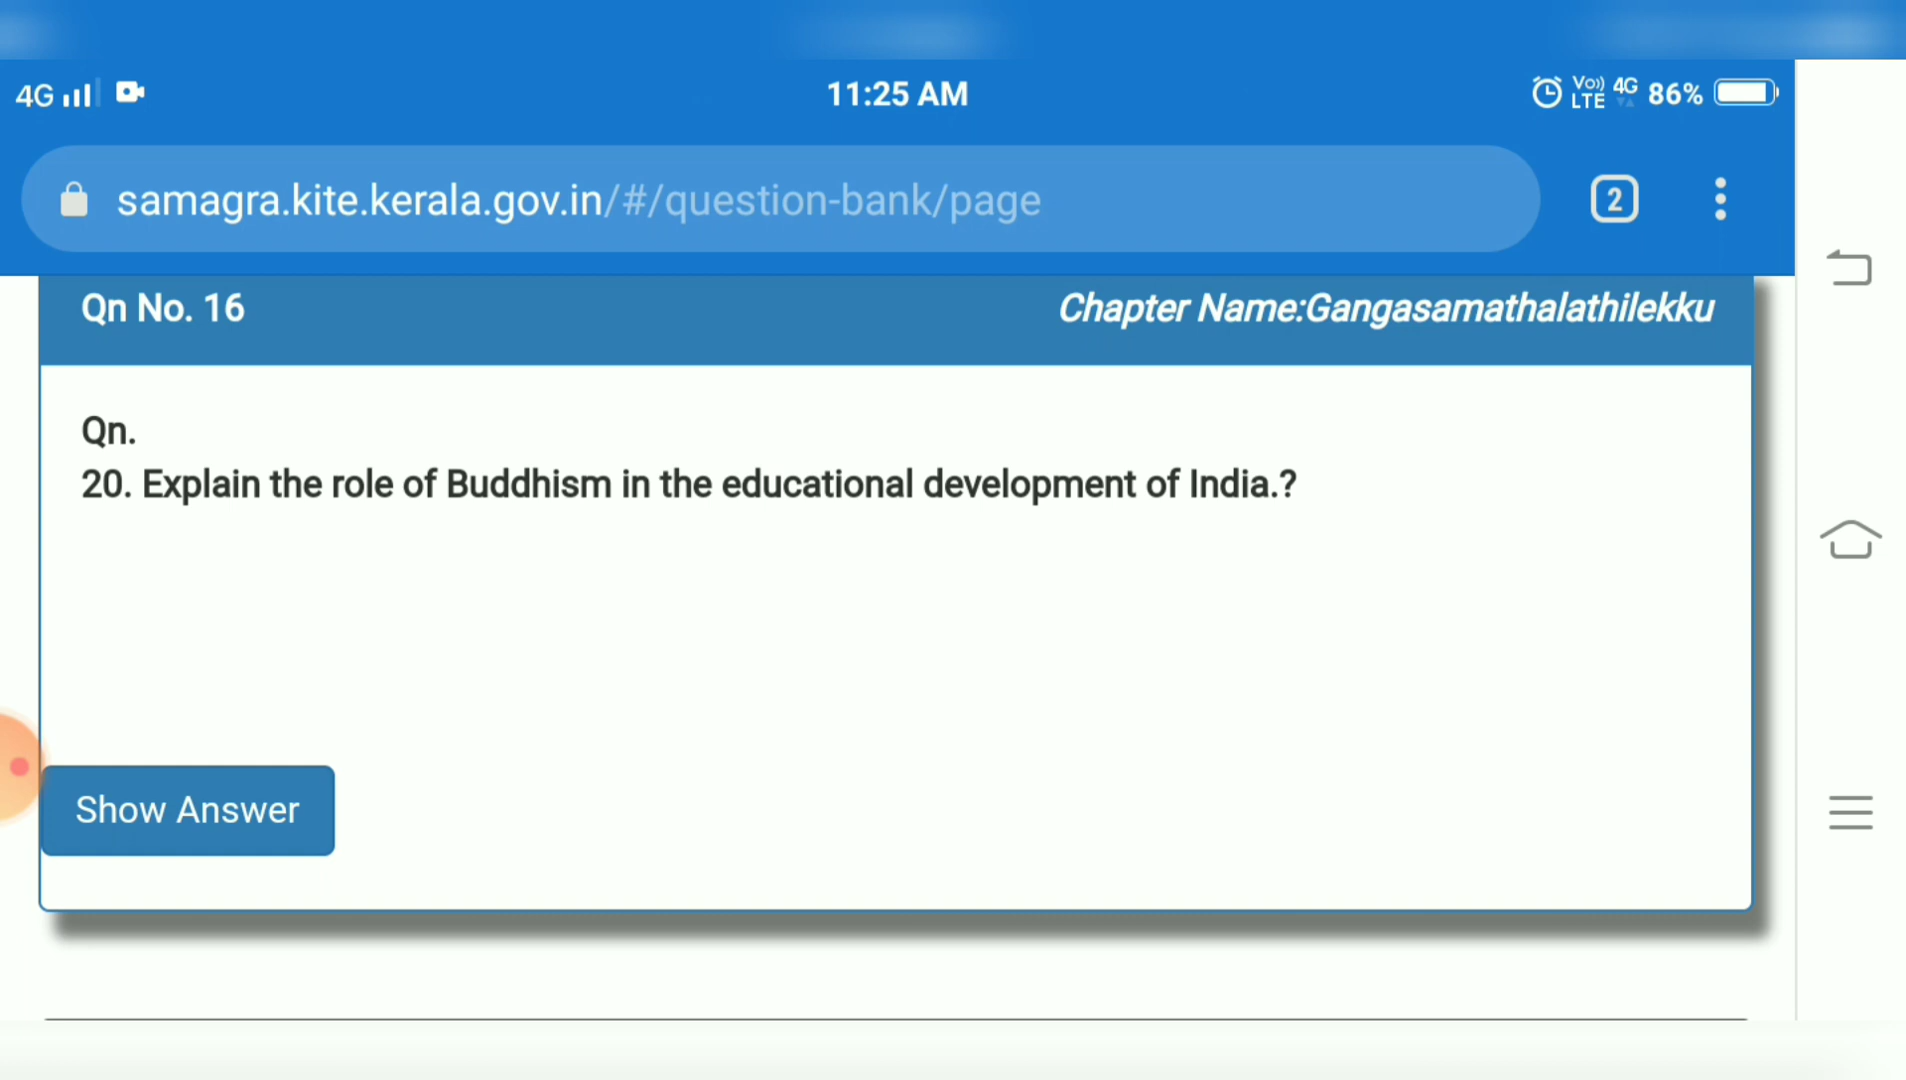 4G
11:25 AM
Vo)) LTE 4G 86%
samagra.kite.kerala.gov.in/#/question-bank/page
2
Qn No. 16
Chapter Name:Gangasamathalathilekku
Qn.
20. Explain the role of Buddhism in the educational development of India.?
Show Answer